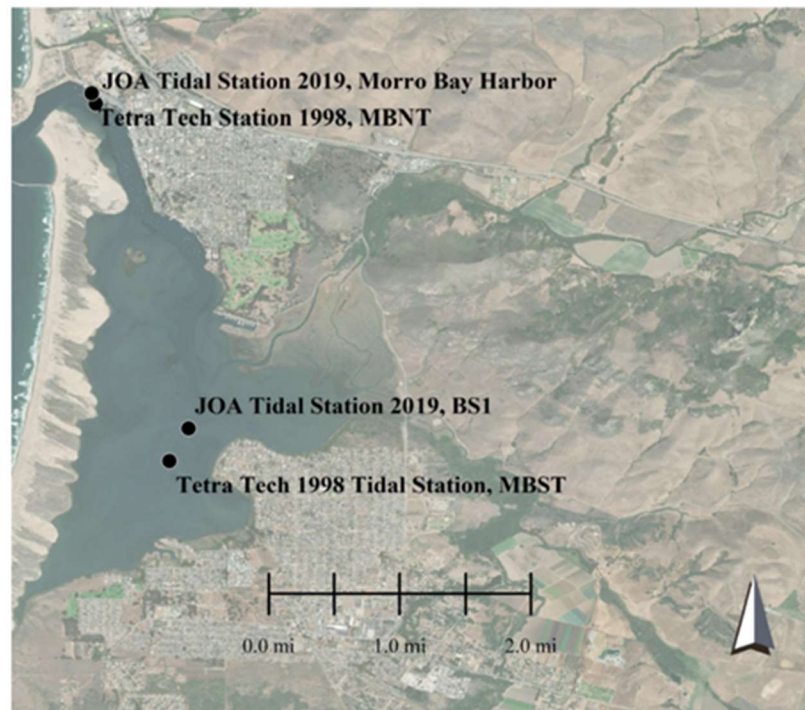 JOA Tidal Station 2019, Morro Bay Harbor
Tetra Tech Station 1998, MBNT
JOA Tidal Station 2019, BS1
Tetra Tech 1998 Tidal Station, MBST
0.0 mi 1.0 mi 2.0 mi